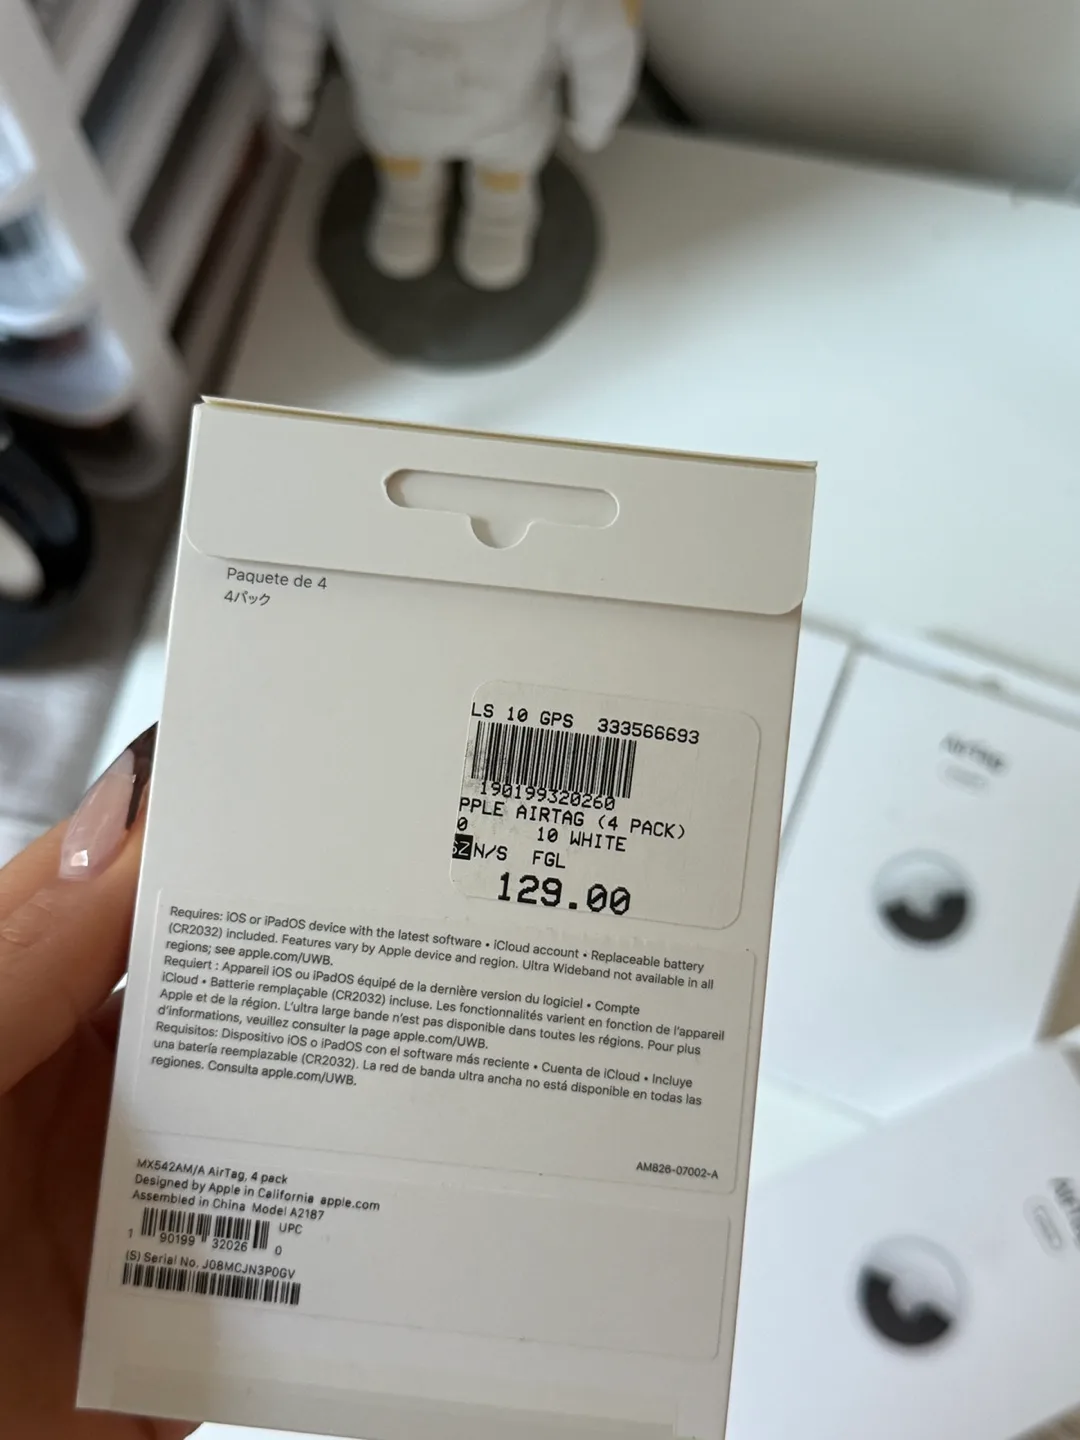 Paquete de 4
4パック
LS 10 GPS 333566693
190199320260
PPLE AIRTAG (4 PACK)
0 10 WHITE
SZ N/S FGL
129.00
Requires: iOS or iPadOS device with the latest software • iCloud account • Replaceable battery
(CR2032) included. Features vary by Apple device and region. Ultra Wideband not available in all
regions; see apple.com/UWB.
Requiert : Appareil iOS ou iPadOS équipé de la dernière version du logiciel • Compte
iCloud • Batterie remplaçable (CR2032) incluse. Les fonctionnalités varient en fonction de l'appareil
Apple et de la région. L'ultra large bande n'est pas disponible dans toutes les régions. Pour plus
d'informations, veuillez consulter la page apple.com/UWB.
Requisitos: Dispositivo iOS o iPadOS con el software más reciente • Cuenta de iCloud • Incluye
una batería reemplazable (CR2032). La red de banda ultra ancha no está disponible en todas las
regiones. Consulta apple.com/UWB.
AM826-07002-A
MX542AM/A AirTag, 4 pack
Designed by Apple in California apple.com
Assembled in China Model A2187
UPC
1 90199 32026 0
(S) Serial No. J08MCJN3P0GV
AirTag
AirTag